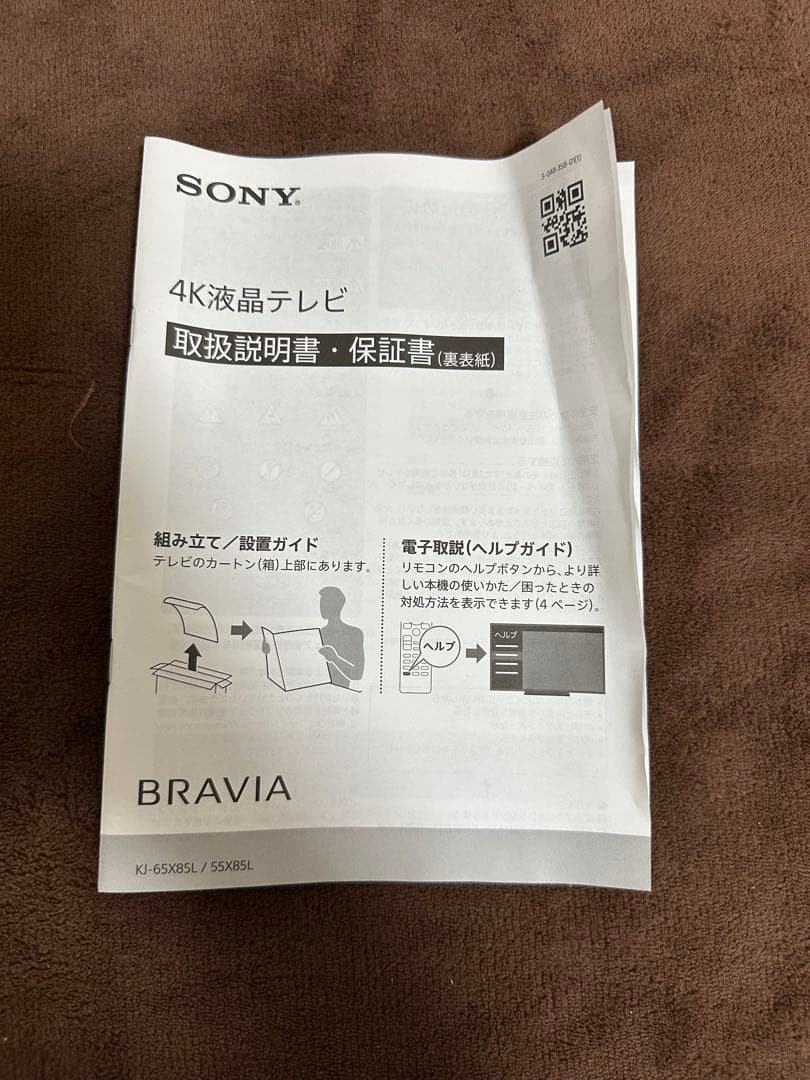 5-048-358-01(1)
SONY®
4K液晶テレビ
取扱説明書・保証書(裏表紙)
組み立て／設置ガイド
テレビのカートン(箱)上部にあります。
電子取説(ヘルプガイド)
リモコンのヘルプボタンから、より詳
しい本機の使いかた／困ったときの
対処方法を表示できます(4 ページ)。
ヘルプ
ヘルプ
BRAVIA
KJ-65X85L / 55X85L